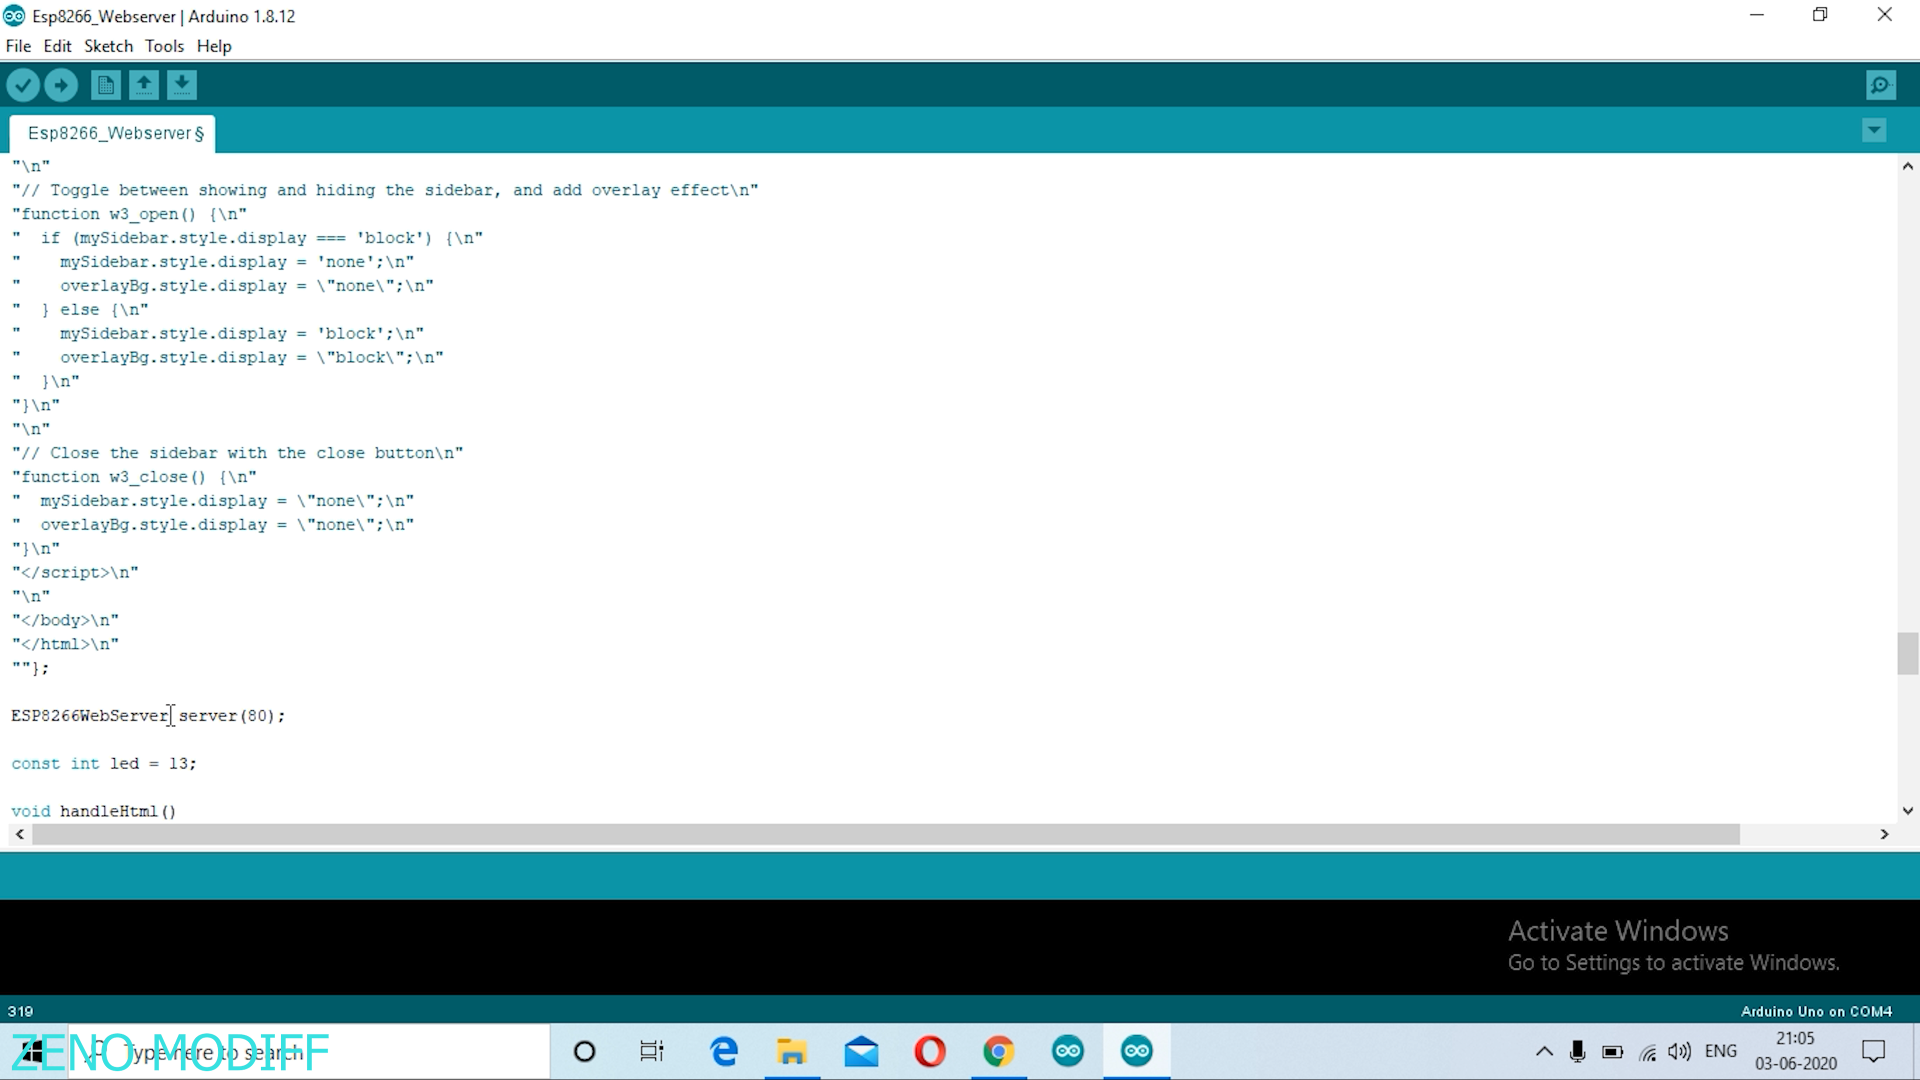 Esp8266_Webserver | Arduino 1.8.12
File Edit Sketch Tools Help
Esp8266_Webserver §
"\n"
"// Toggle between showing and hiding the sidebar, and add overlay effect\n"
"function w3_open() {\n"
"  if (mySidebar.style.display === 'block') {\n"
"    mySidebar.style.display = 'none';\n"
"    overlayBg.style.display = \"none\";\n"
"  } else {\n"
"    mySidebar.style.display = 'block';\n"
"    overlayBg.style.display = \"block\";\n"
"  }\n"
"}\n"
"\n"
"// Close the sidebar with the close button\n"
"function w3_close() {\n"
"  mySidebar.style.display = \"none\";\n"
"  overlayBg.style.display = \"none\";\n"
"}\n"
"</script>\n"
"\n"
"</body>\n"
"</html>\n"
""};
ESP8266WebServer server(80);
const int led = 13;
void handleHtml()
Activate Windows
Go to Settings to activate Windows.
319
Arduino Uno on COM4
ZENO MODIFF
Type here to search
ENG
21:05
03-06-2020